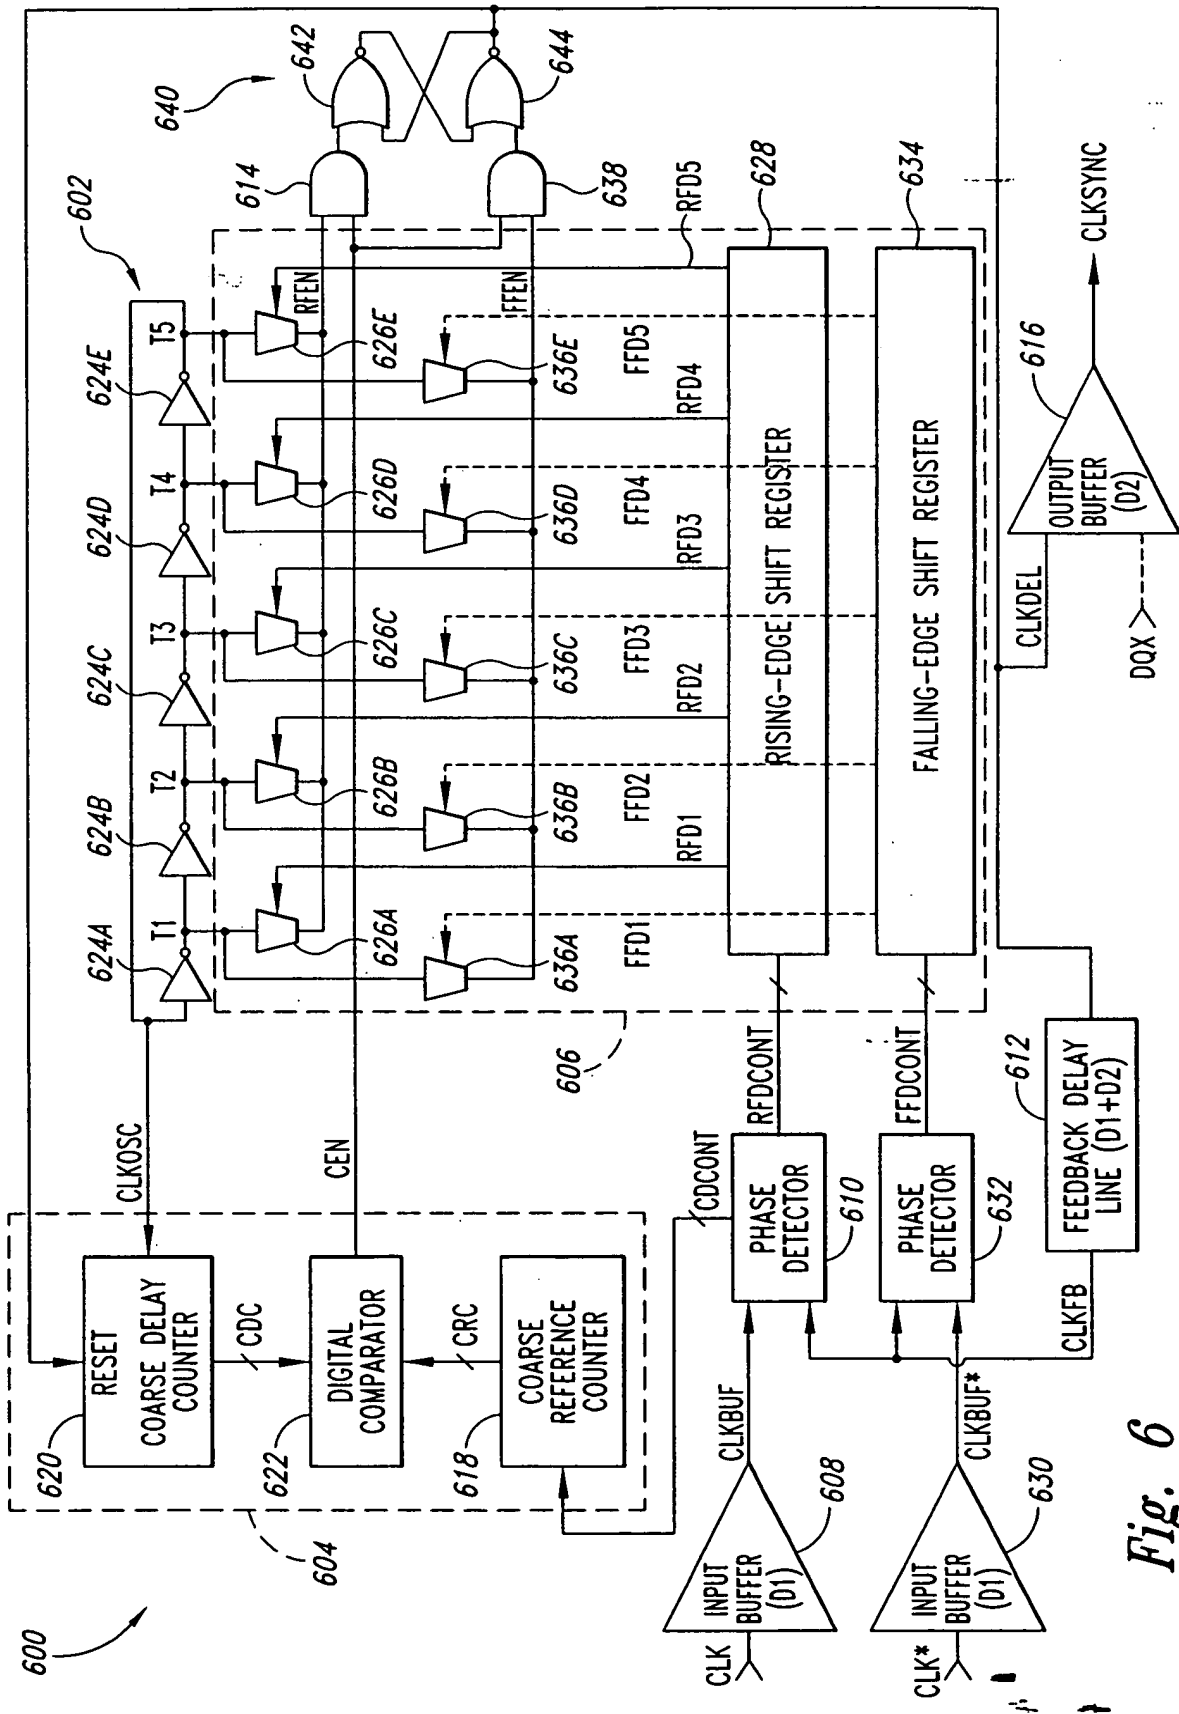 600
604
620
RESET
COARSE DELAY
COUNTER
CDC
622
DIGITAL
COMPARATOR
CRC
618
COARSE
REFERENCE
COUNTER
CLKOSC
CEN
CDCONT
602
624A
T1
624B
T2
624C
T3
624D
T4
624E
T5
626A
626B
626C
626D
626E
RFEN
636A
636B
636C
636D
636E
FFEN
FFD1
RFD1
FFD2
RFD2
FFD3
RFD3
FFD4
RFD4
FFD5
RFD5
606
614
638
640
642
644
RISING-EDGE SHIFT REGISTER
628
FALLING-EDGE SHIFT REGISTER
634
CLK
INPUT
BUFFER
(D1)
608
CLKBUF
PHASE
DETECTOR
610
RFDCONT
CLK*
INPUT
BUFFER
(D1)
630
CLKBUF*
PHASE
DETECTOR
632
FFDCONT
CLKFB
FEEDBACK DELAY
LINE (D1+D2)
612
CLKDEL
DQX
OUTPUT
BUFFER
(D2)
616
CLKSYNC
Fig. 6